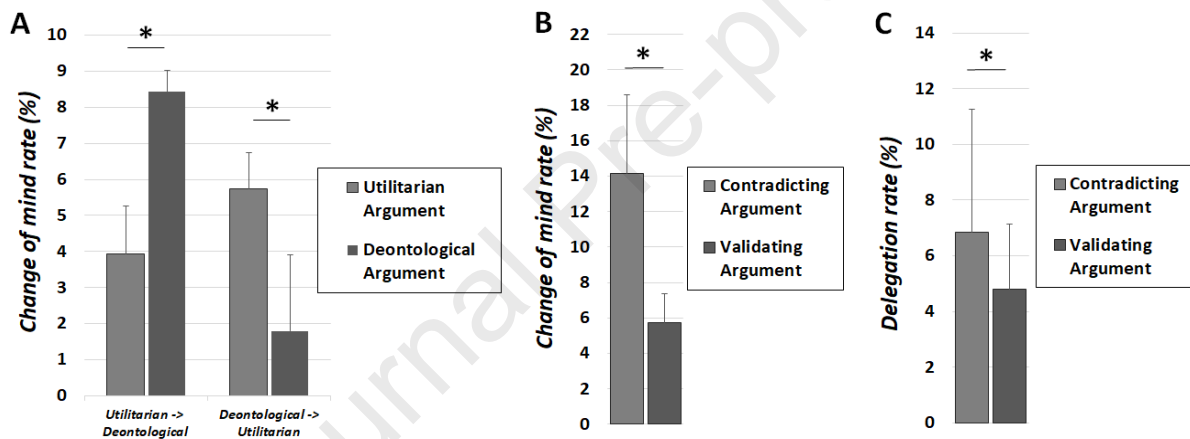 A
Change of mind rate (%)
10
9
8
7
6
5
4
3
2
1
0
*
*
Utilitarian ->
Deontological
Deontological ->
Utilitarian
Utilitarian
Argument
Deontological
Argument
B
Change of mind rate (%)
22
20
18
16
14
12
10
8
6
4
2
0
*
Contradicting
Argument
Validating
Argument
C
Delegation rate (%)
14
12
10
8
6
4
2
0
*
Contradicting
Argument
Validating
Argument
urnal Pre-pr